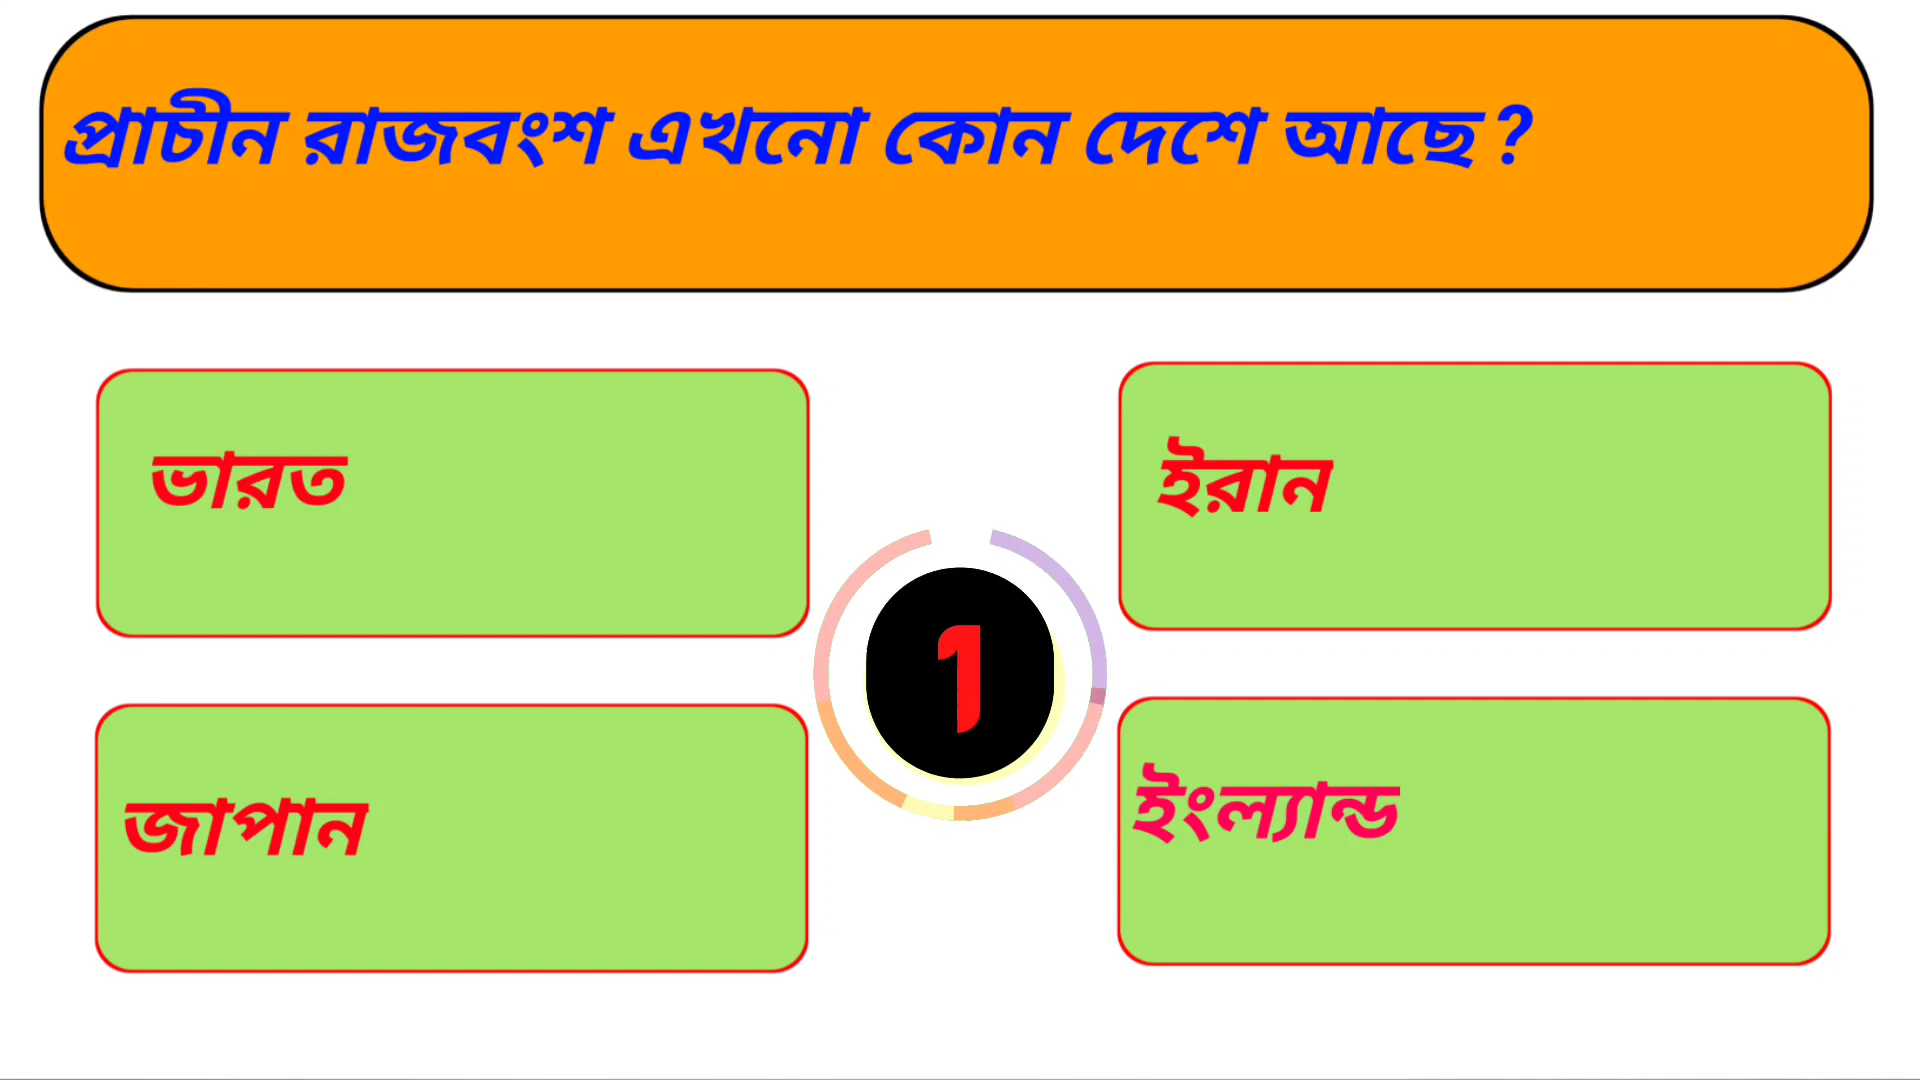 প্রাচীন রাজবংশ এখনো কোন দেশে আছে ?
ভারত
ইরান
1
জাপান
ইংল্যান্ড